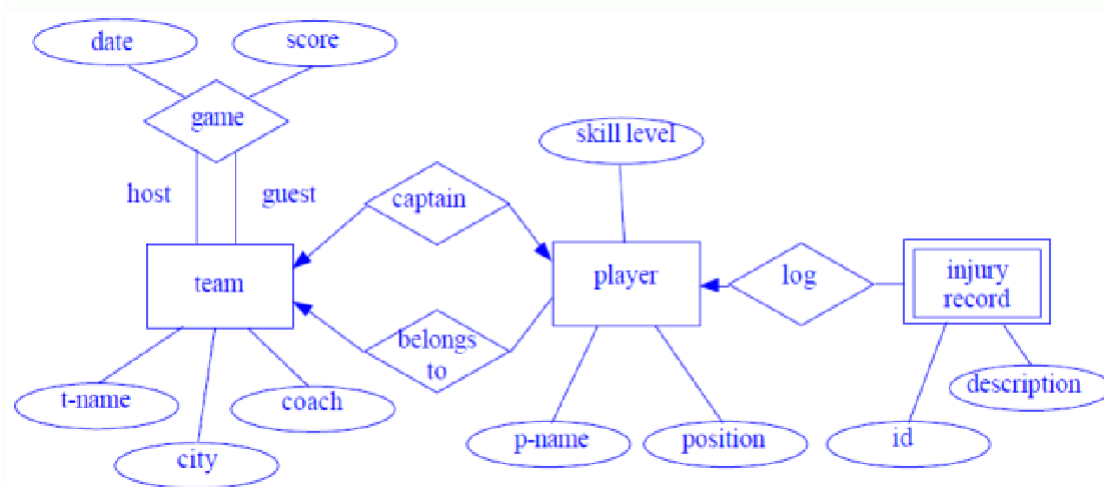 date
score
game
host
guest
skill level
captain
team
player
log
injury
record
belongs
to
t-name
coach
city
p-name
position
id
description